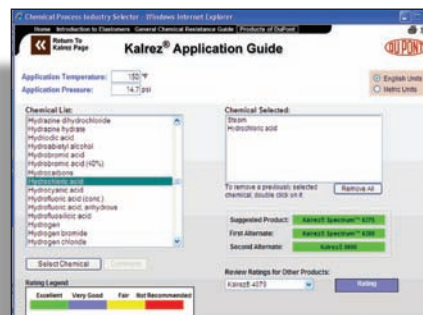 Chemical Process Industry Selector - Windows Internet Explorer
Home Introduction to Elastomers General Chemical Resistance Guide Products of DuPont
Return To
Kalrez Page
Kalrez® Application Guide
DUPONT
Application Temperature: 150 °F
Application Pressure: 14.7 psi
English Units
Metric Units
Chemical List:
Hydrazine dihydrochloride
Hydrazine hydrate
Hydriodic acid
Hydroabietyl alcohol
Hydrobromic acid
Hydrobromic acid (40%)
Hydrocarbons
Hydrochloric acid
Hydrocyanic acid
Hydrofluoric acid (conc.)
Hydrofluoric acid, anhydrous
Hydrofluosilicic acid
Hydrogen
Hydrogen bromide
Hydrogen chloride
Chemical Selected:
Steam
Hydrochloric acid
To remove a previously selected
chemical, double click on it.
Remove All
Suggested Product: Kalrez® Spectrum™ 6375
First Alternate:
Second Alternate:
Select Chemical
Review Ratings for Other Products:
Kalrez® 4079
Rating
Rating Legend
Excellent Very Good Fair Not Recommended